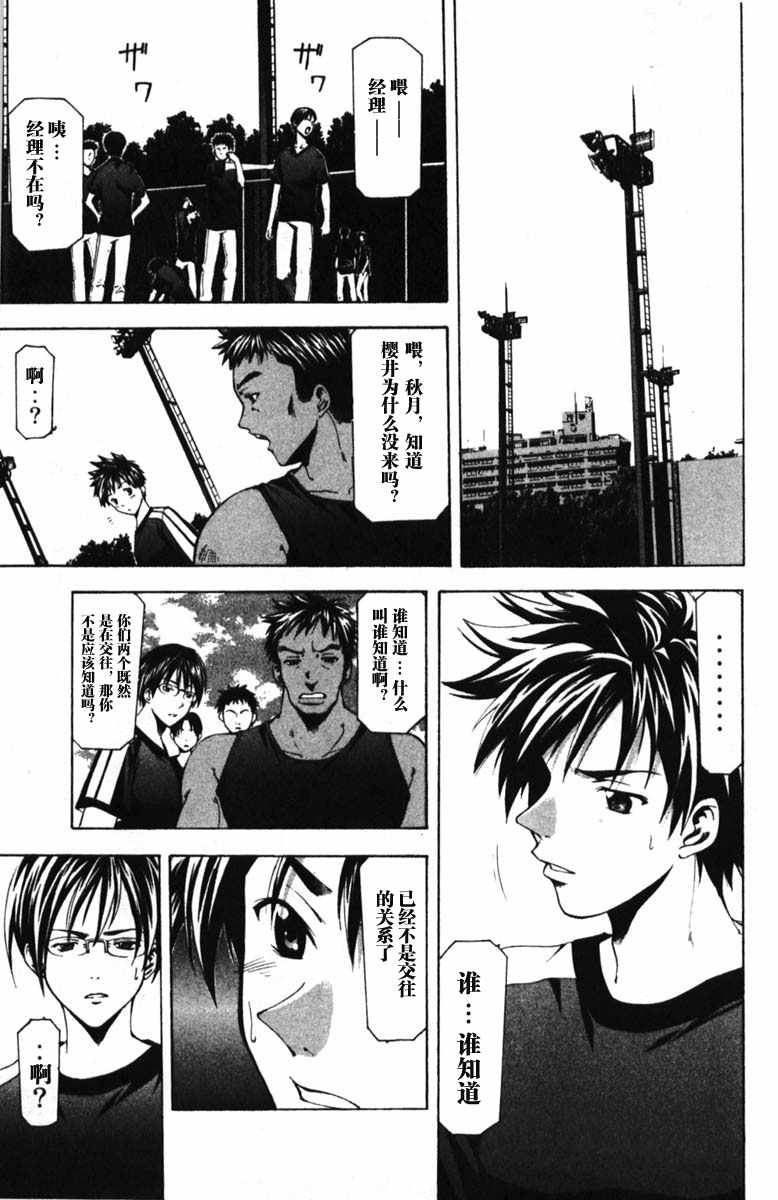 喂——
经理——
ザワ
ザワ
咦…
经理不在吗？
喂，秋月，知道
樱井为什么没来吗？
啊…？
………
谁…谁知道
谁知道…什么
叫谁知道啊？
你们两个既然
是在交往，那你
不是应该知道吗？
已经不是交往
的关系了
…啊？